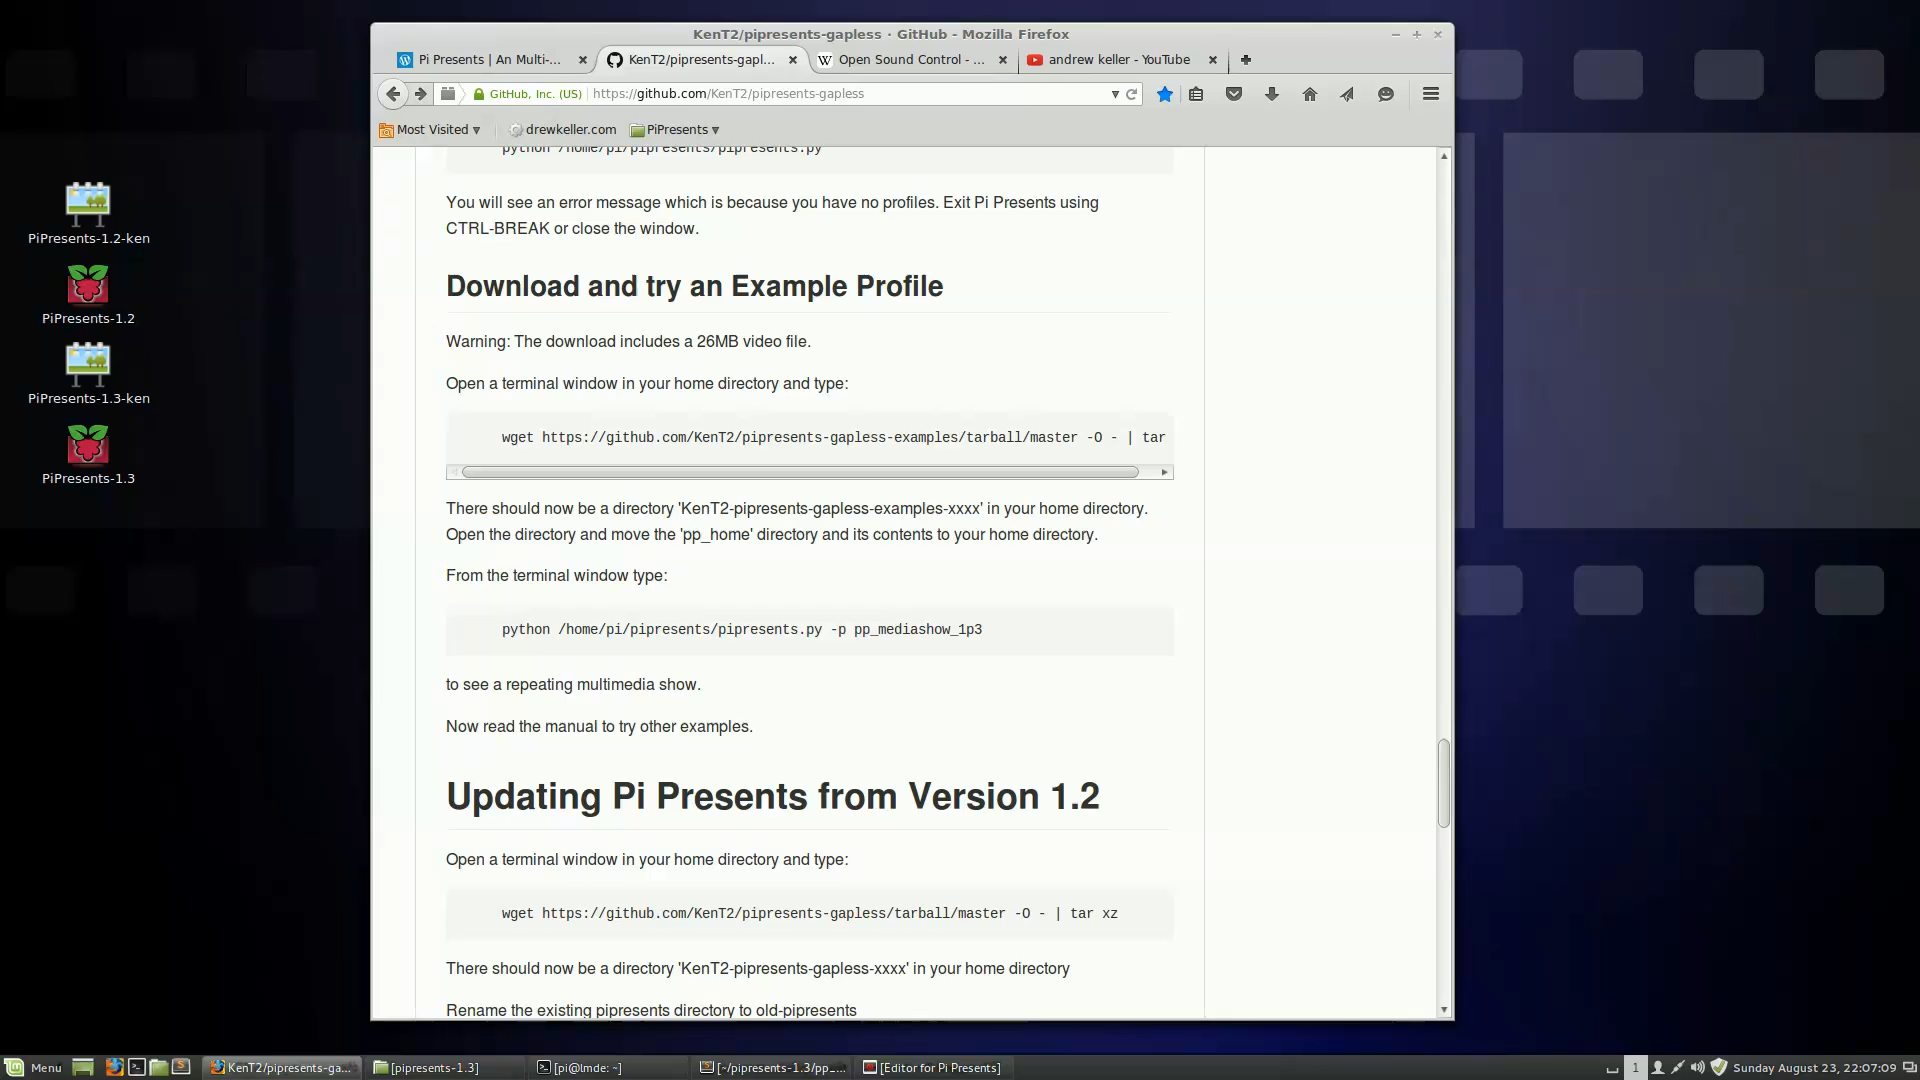 KenT2/pipresents-gapless · GitHub - Mozilla Firefox
Pi Presents | An Multi-...
KenT2/pipresents-gapl...
Open Sound Control - ...
andrew keller - YouTube
GitHub, Inc. (US)
https://github.com/KenT2/pipresents-gapless
Most Visited
drewkeller.com
PiPresents
python /home/pi/pipresents/pipresents.py
You will see an error message which is because you have no profiles. Exit Pi Presents using
CTRL-BREAK or close the window.
Download and try an Example Profile
Warning: The download includes a 26MB video file.
Open a terminal window in your home directory and type:
wget https://github.com/KenT2/pipresents-gapless-examples/tarball/master -O - | tar
There should now be a directory 'KenT2-pipresents-gapless-examples-xxxx' in your home directory.
Open the directory and move the 'pp_home' directory and its contents to your home directory.
From the terminal window type:
python /home/pi/pipresents/pipresents.py -p pp_mediashow_1p3
to see a repeating multimedia show.
Now read the manual to try other examples.
Updating Pi Presents from Version 1.2
Open a terminal window in your home directory and type:
wget https://github.com/KenT2/pipresents-gapless/tarball/master -O - | tar xz
There should now be a directory 'KenT2-pipresents-gapless-xxxx' in your home directory
Rename the existing pipresents directory to old-pipresents
PiPresents-1.2-ken
PiPresents-1.2
PiPresents-1.3-ken
PiPresents-1.3
Menu
KenT2/pipresents-ga...
[pipresents-1.3]
[pi@lmde: ~]
[~/pipresents-1.3/pp_...
[Editor for Pi Presents]
1
Sunday August 23, 22:07:09